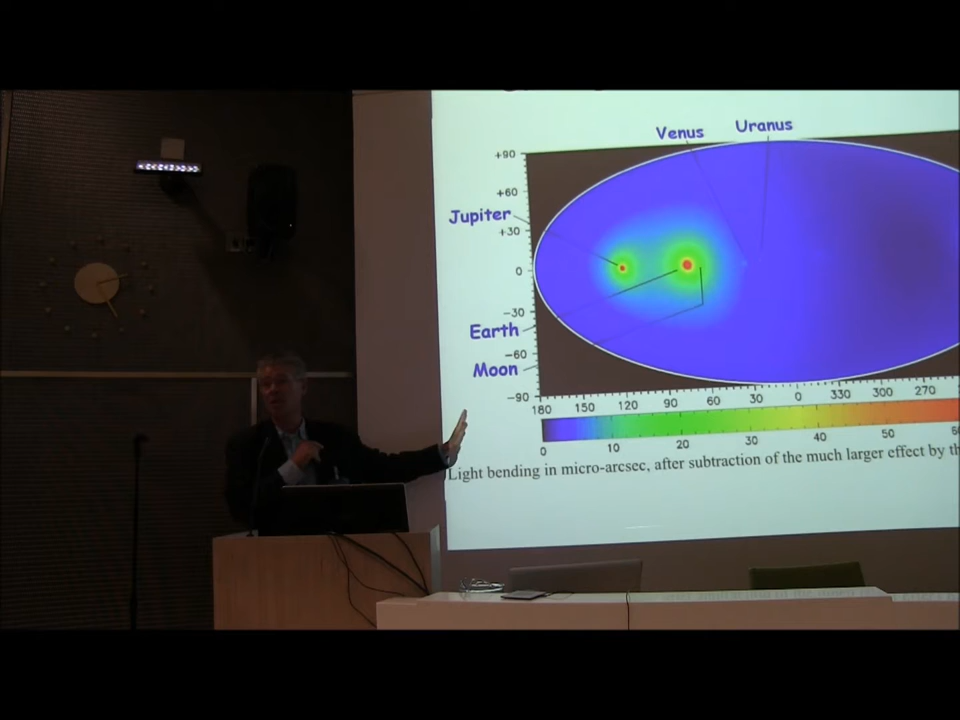 Venus
Uranus
Jupiter
Earth
Moon
+90
+60
+30
0
−30
−60
−90
180 150 120 90 60 30 0 330 300 270
0 10 20 30 40 50
Light bending in micro-arcsec, after subtraction of the much larger effect by